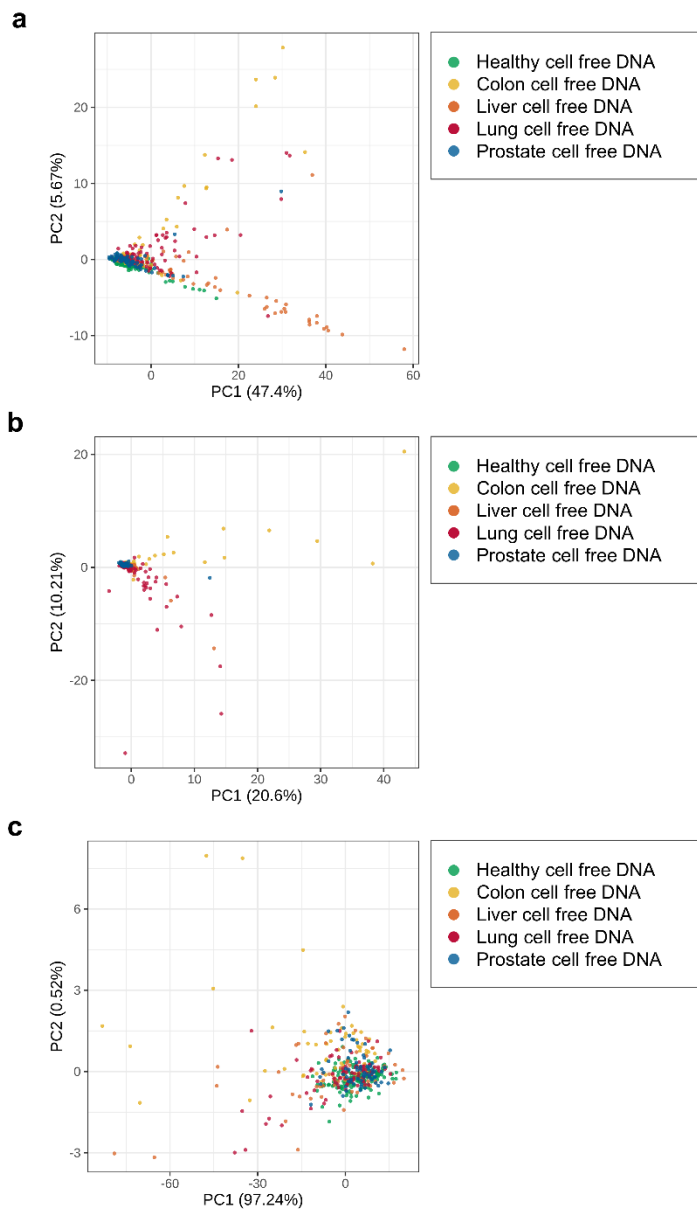 a
Healthy cell free DNA
Colon cell free DNA
Liver cell free DNA
Lung cell free DNA
Prostate cell free DNA
20
10
0
-10
PC2 (5.67%)
0 20 40 60
PC1 (47.4%)
b
Healthy cell free DNA
Colon cell free DNA
Liver cell free DNA
Lung cell free DNA
Prostate cell free DNA
20
0
-20
PC2 (10.21%)
0 10 20 30 40
PC1 (20.6%)
c
Healthy cell free DNA
Colon cell free DNA
Liver cell free DNA
Lung cell free DNA
Prostate cell free DNA
6
3
0
-3
PC2 (0.52%)
-60 -30 0
PC1 (97.24%)